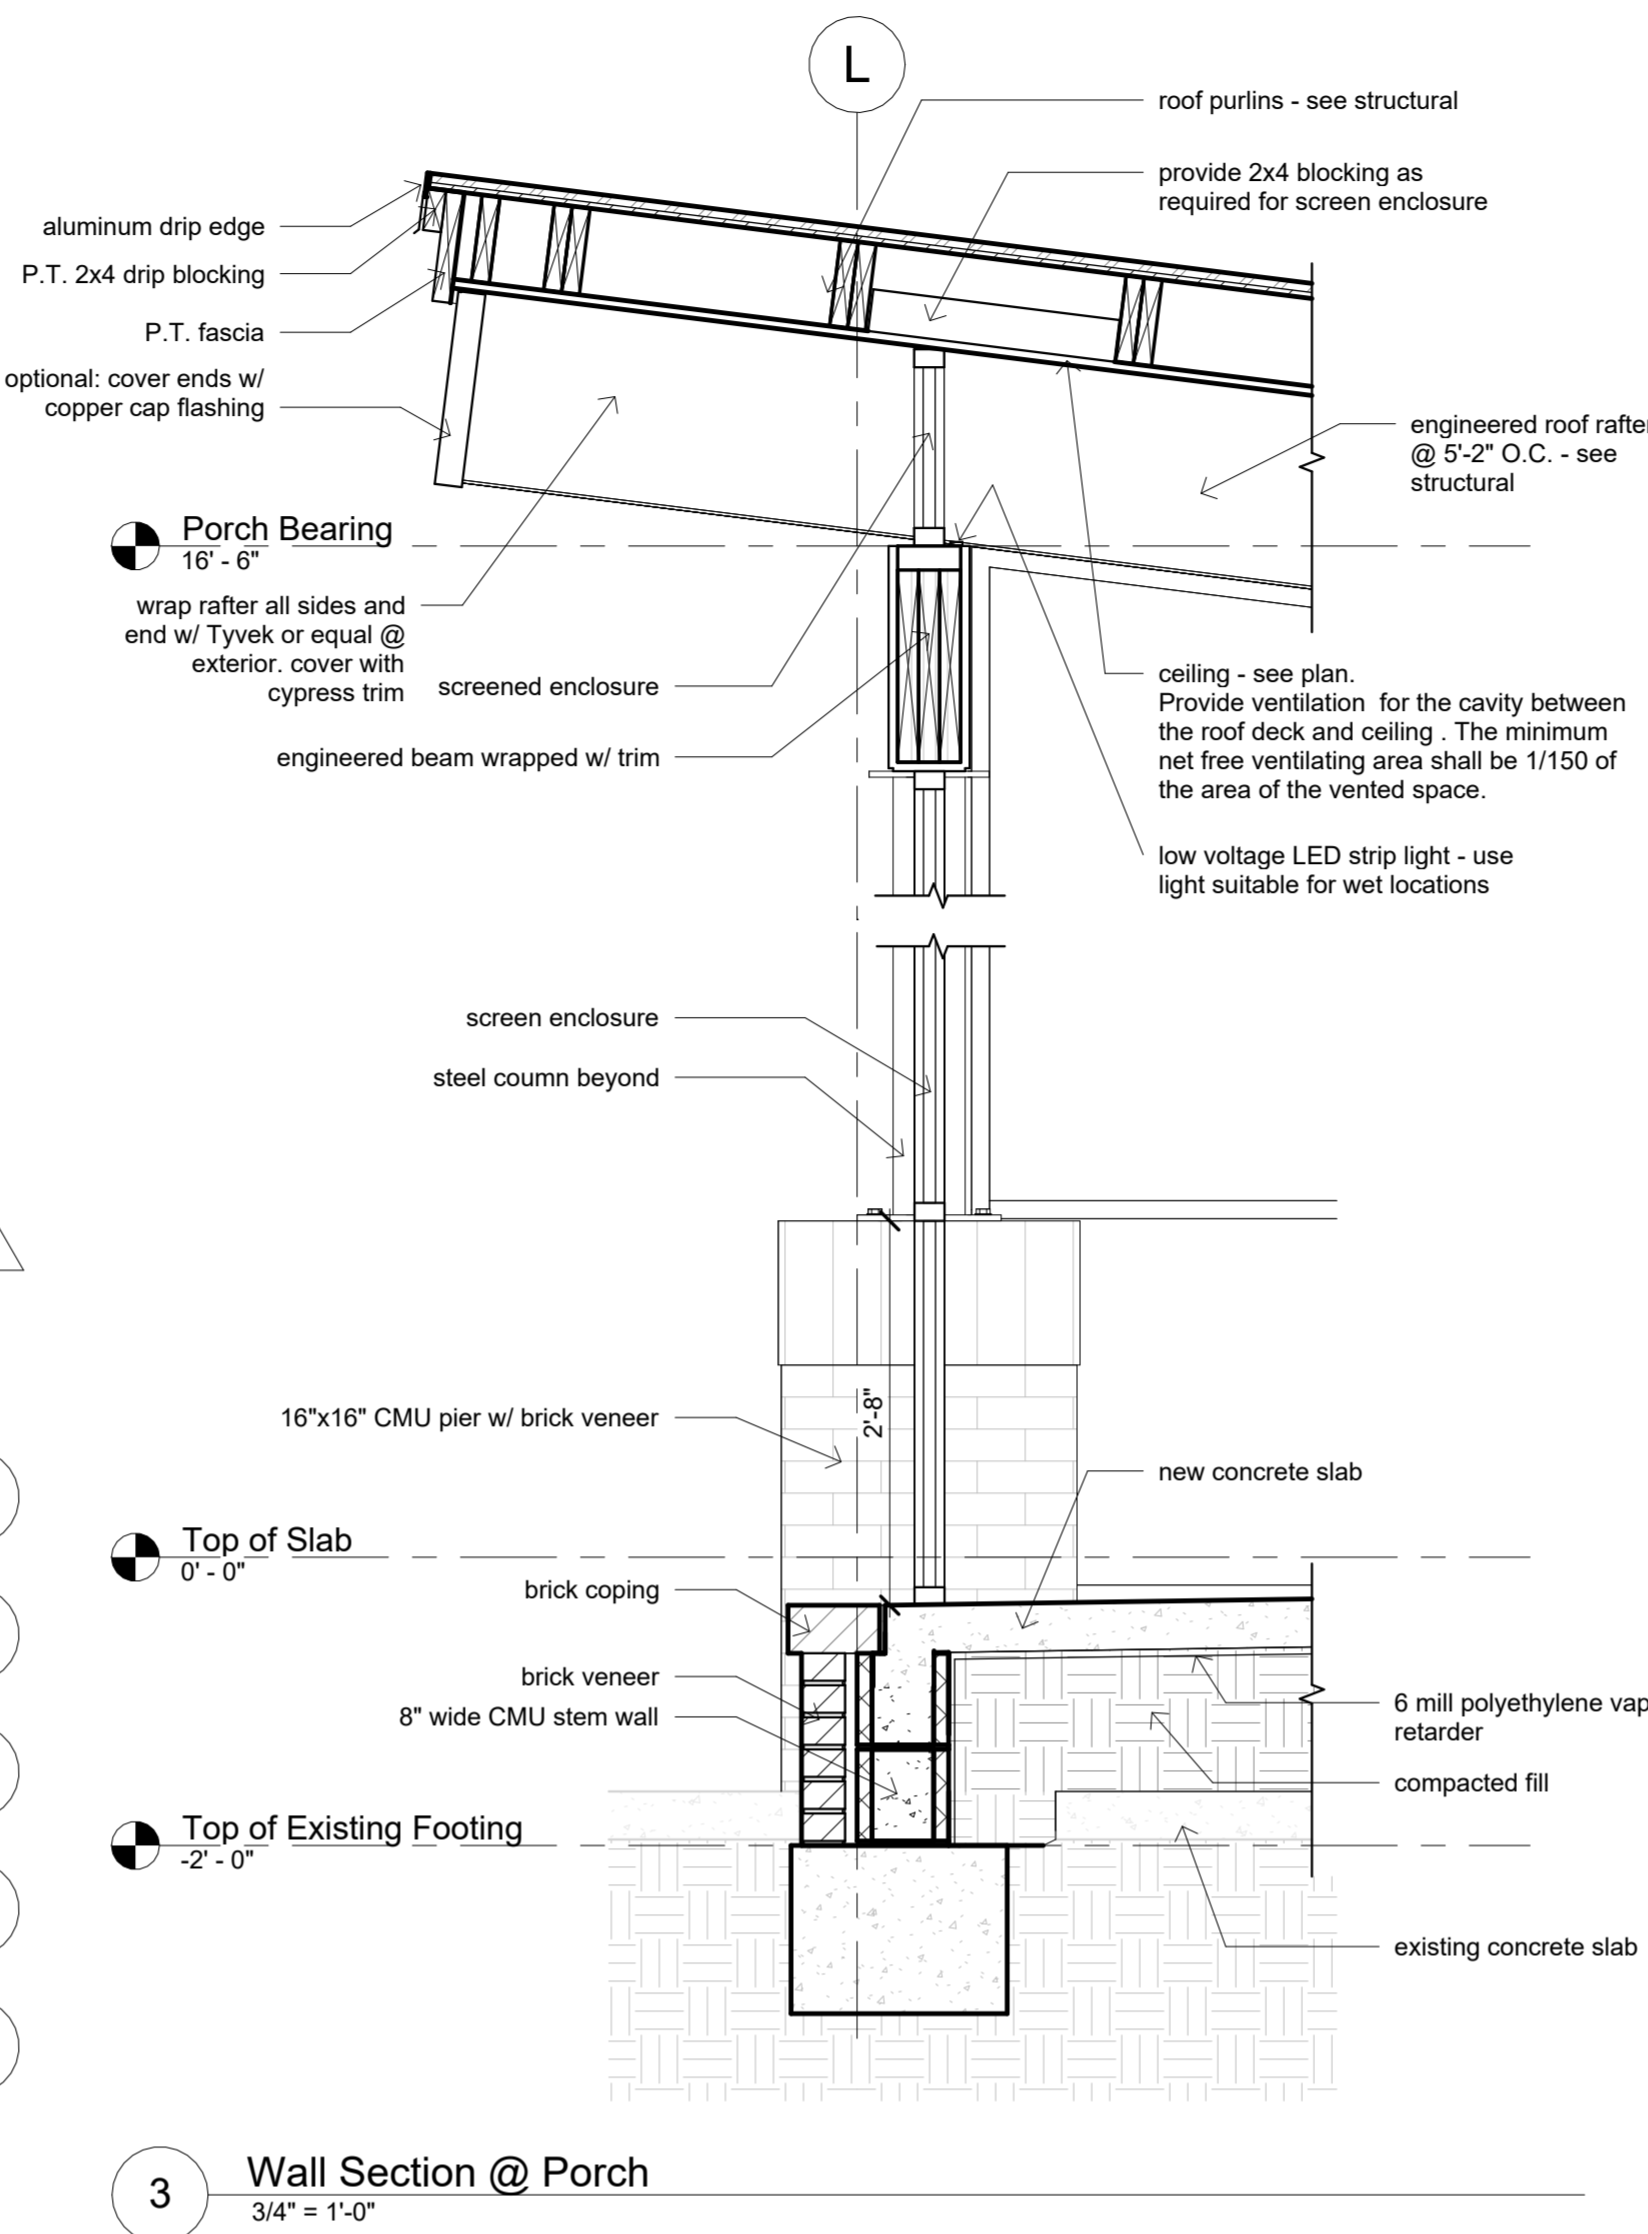 L
roof purlins - see structural
provide 2x4 blocking as
required for screen enclosure
aluminum drip edge
P.T. 2x4 drip blocking
P.T. fascia
optional: cover ends w/
copper cap flashing
engineered roof rafter
@ 5'-2" O.C. - see
structural
Porch Bearing
16' - 6"
wrap rafter all sides and
end w/ Tyvek or equal @
exterior. cover with
cypress trim
screened enclosure
engineered beam wrapped w/ trim
ceiling - see plan.
Provide ventilation for the cavity between
the roof deck and ceiling . The minimum
net free ventilating area shall be 1/150 of
the area of the vented space.
low voltage LED strip light - use
light suitable for wet locations
screen enclosure
steel coumn beyond
16"x16" CMU pier w/ brick veneer
2'-8"
new concrete slab
Top of Slab
0' - 0"
brick coping
brick veneer
8" wide CMU stem wall
6 mill polyethylene vap
retarder
compacted fill
Top of Existing Footing
-2' - 0"
existing concrete slab
3
Wall Section @ Porch
3/4" = 1'-0"